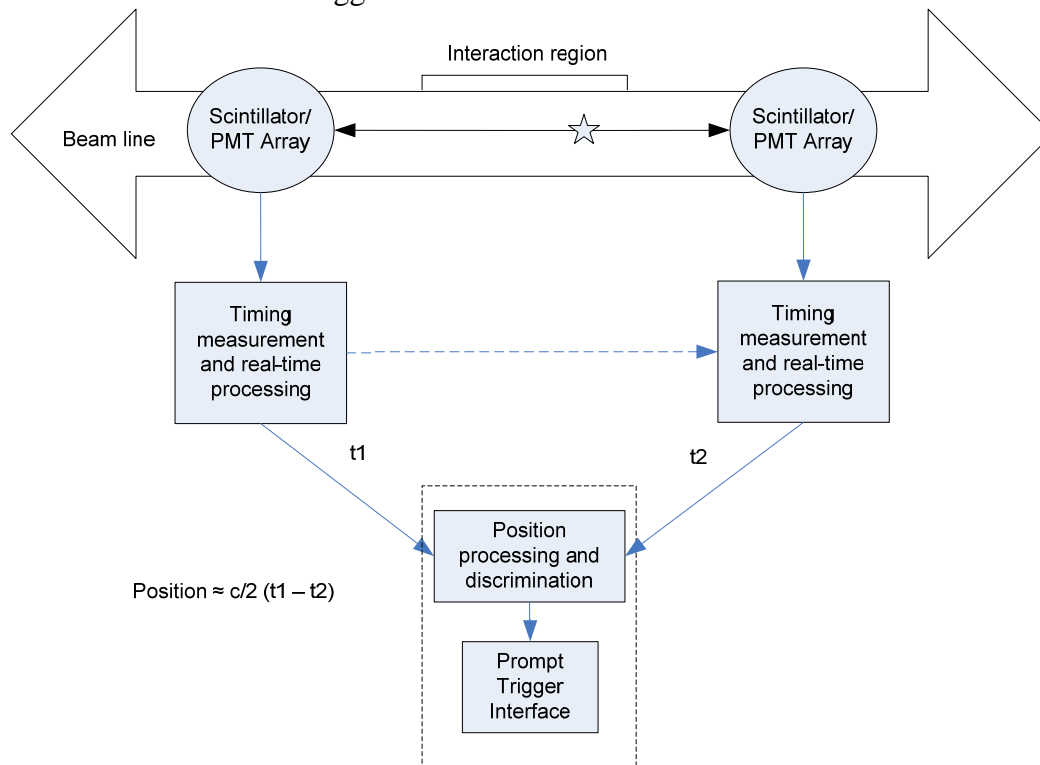 Interaction region
Beam line
Scintillator/
PMT Array
Scintillator/
PMT Array
Timing
measurement
and real-time
processing
Timing
measurement
and real-time
processing
t1
t2
Position
processing and
discrimination
Position ≈ c/2 (t1 – t2)
Prompt
Trigger
Interface